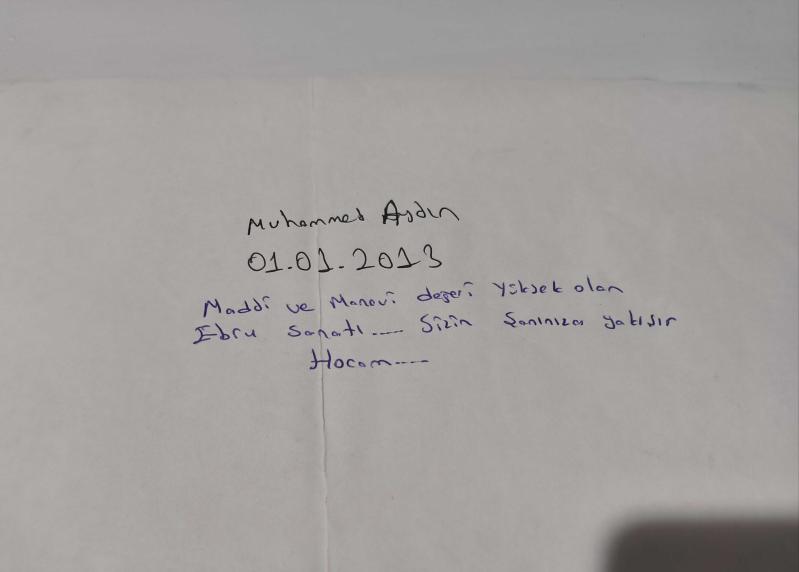 Muhammed Aydın
01.01.2013
Maddi ve Manevi değeri yüksek olan
Ebru Sanatı.... Sizin Şanınıza yakışır
Hocam....